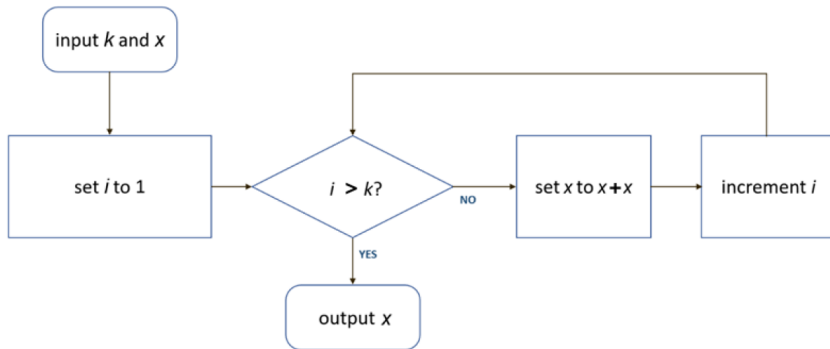 input k and x
set i to 1
i > k?
NO
set x to x+x
increment i
YES
output x